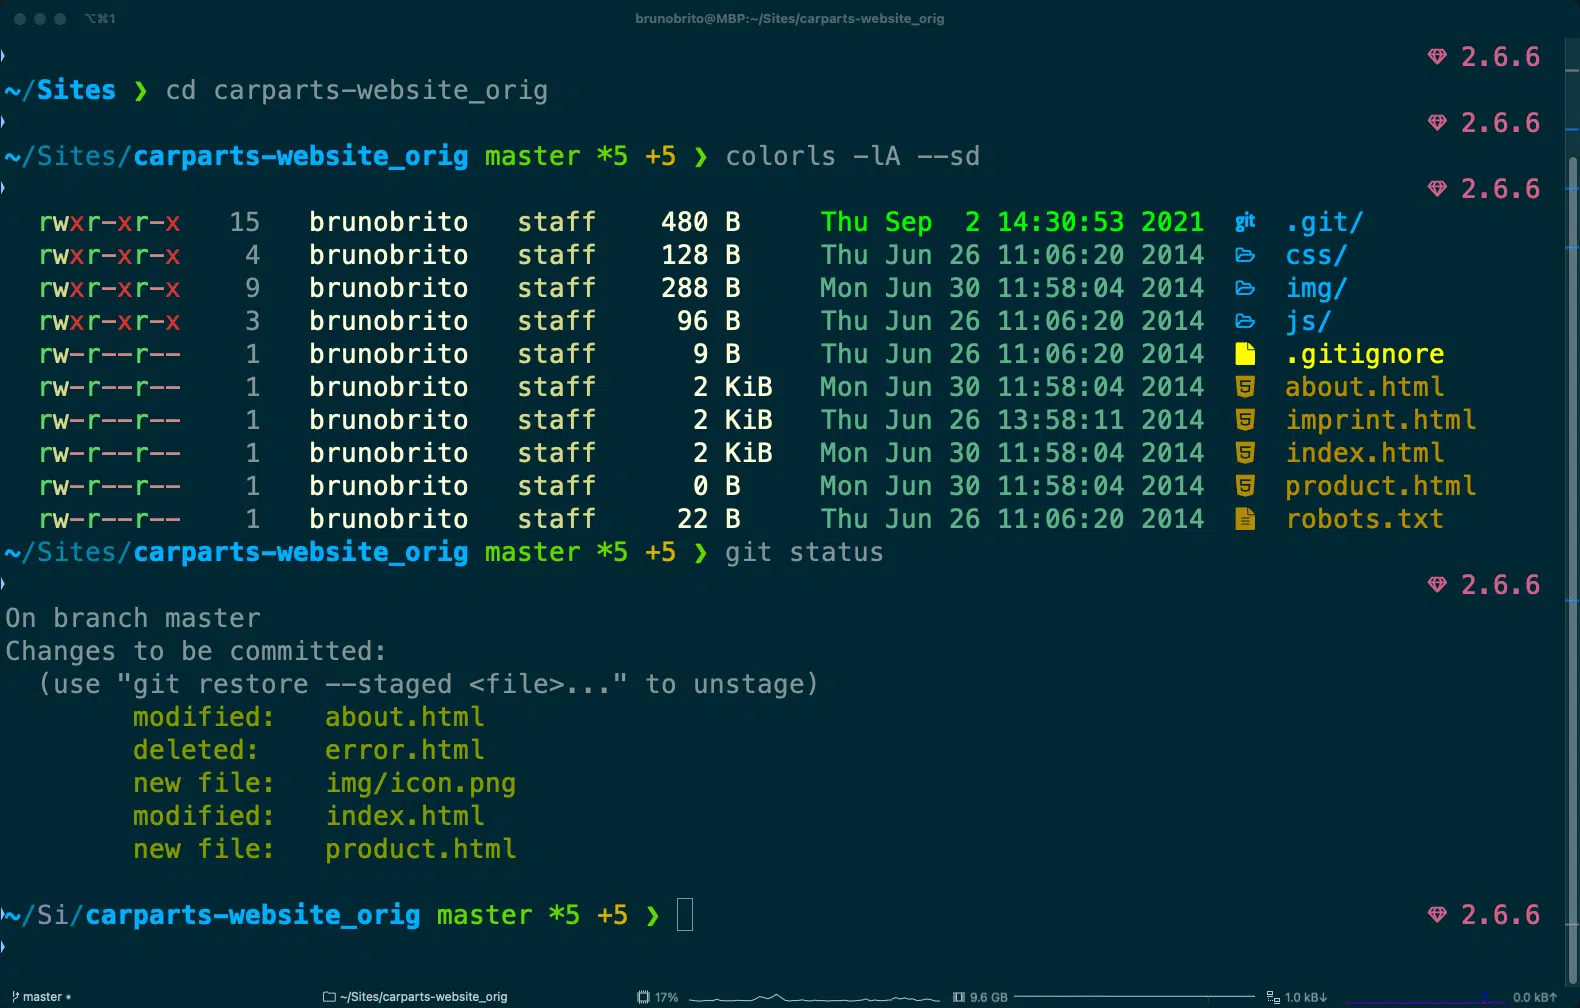 ⌥⌘1 brunobrito@MBP:~/Sites/carparts-website_orig
2.6.6
~/Sites ❯ cd carparts-website_orig
2.6.6
~/Sites/carparts-website_orig master *5 +5 ❯ colorls -lA --sd
2.6.6
rwxr-xr-x 15 brunobrito staff 480 B Thu Sep 2 14:30:53 2021 git .git/
rwxr-xr-x 4 brunobrito staff 128 B Thu Jun 26 11:06:20 2014 css/
rwxr-xr-x 9 brunobrito staff 288 B Mon Jun 30 11:58:04 2014 img/
rwxr-xr-x 3 brunobrito staff 96 B Thu Jun 26 11:06:20 2014 js/
rw-r--r-- 1 brunobrito staff 9 B Thu Jun 26 11:06:20 2014 .gitignore
rw-r--r-- 1 brunobrito staff 2 KiB Mon Jun 30 11:58:04 2014 about.html
rw-r--r-- 1 brunobrito staff 2 KiB Thu Jun 26 13:58:11 2014 imprint.html
rw-r--r-- 1 brunobrito staff 2 KiB Mon Jun 30 11:58:04 2014 index.html
rw-r--r-- 1 brunobrito staff 0 B Mon Jun 30 11:58:04 2014 product.html
rw-r--r-- 1 brunobrito staff 22 B Thu Jun 26 11:06:20 2014 robots.txt
~/Sites/carparts-website_orig master *5 +5 ❯ git status
2.6.6
On branch master
Changes to be committed:
(use "git restore --staged <file>..." to unstage)
modified: about.html
deleted: error.html
new file: img/icon.png
modified: index.html
new file: product.html
~/Si/carparts-website_orig master *5 +5 ❯ 2.6.6
master • ~/Sites/carparts-website_orig 17% 9.6 GB 1.0 kB↓ 0.0 kB↑